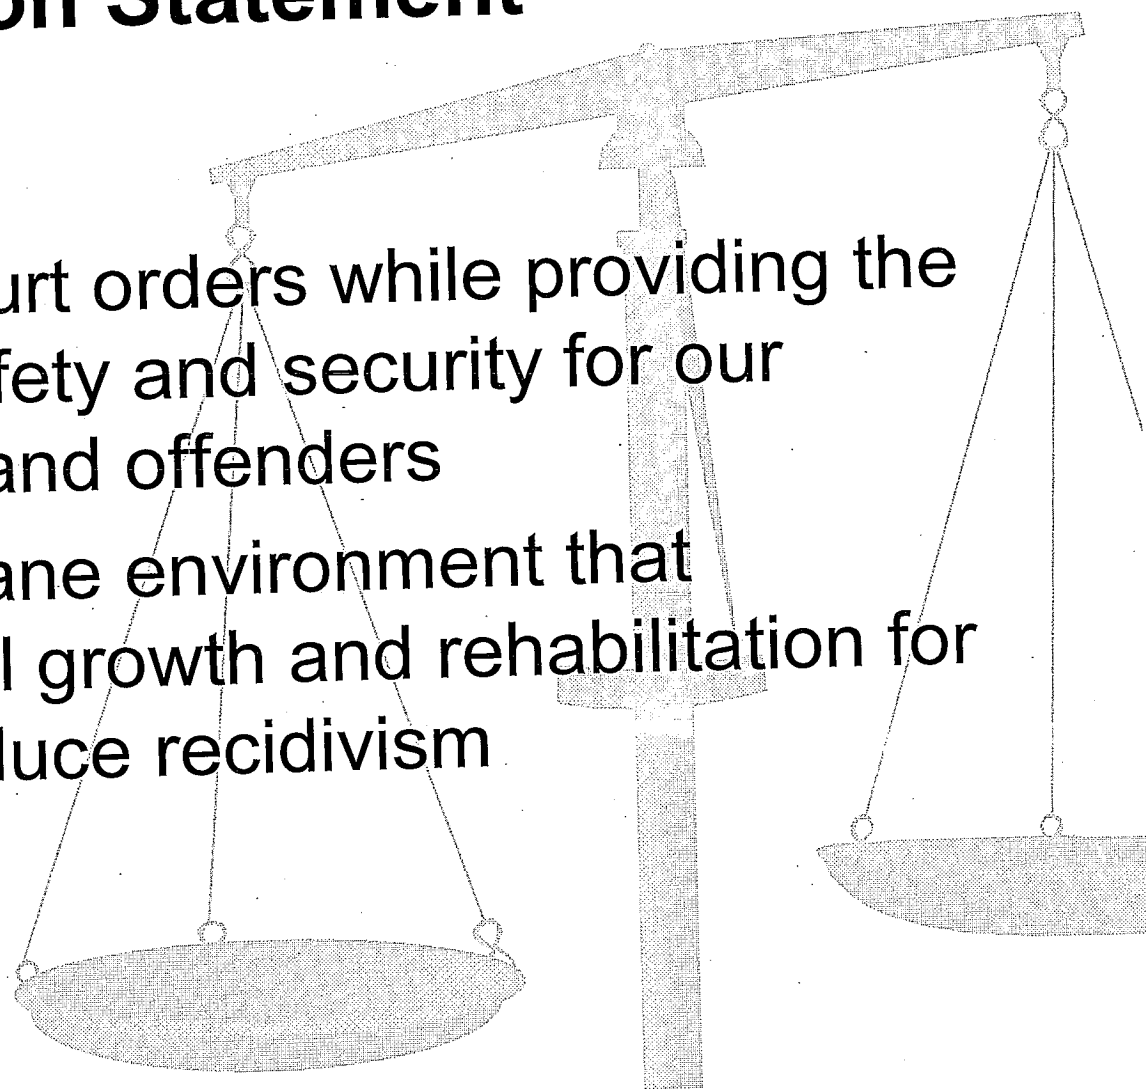 on Statement
urt orders while providing the
fety and security for our
and offenders
ane environment that
l growth and rehabilitation for
duce recidivism